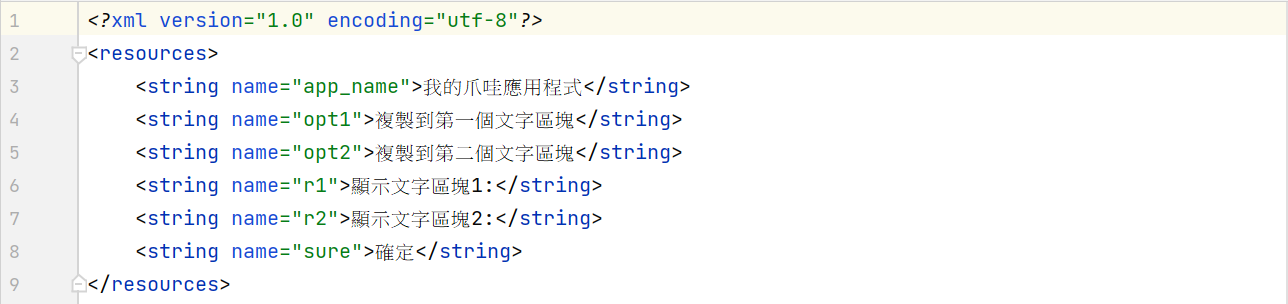 1 <?xml version="1.0" encoding="utf-8"?>
2 <resources>
3     <string name="app_name">我的爪哇應用程式</string>
4     <string name="opt1">複製到第一個文字區塊</string>
5     <string name="opt2">複製到第二個文字區塊</string>
6     <string name="r1">顯示文字區塊1:</string>
7     <string name="r2">顯示文字區塊2:</string>
8     <string name="sure">確定</string>
9 </resources>